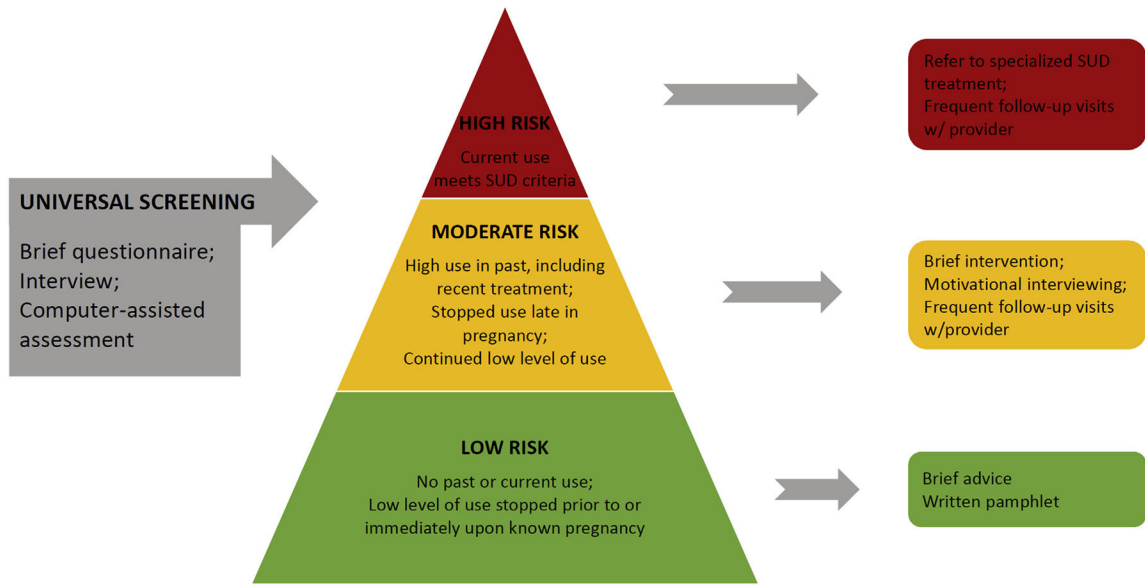 UNIVERSAL SCREENING
Brief questionnaire;
Interview;
Computer-assisted
assessment
HIGH RISK
Current use
meets SUD criteria
Refer to specialized SUD
treatment;
Frequent follow-up visits
w/ provider
MODERATE RISK
High use in past, including
recent treatment;
Stopped use late in
pregnancy;
Continued low level of use
Brief intervention;
Motivational interviewing;
Frequent follow-up visits
w/provider
LOW RISK
No past or current use;
Low level of use stopped prior to or
immediately upon known pregnancy
Brief advice
Written pamphlet